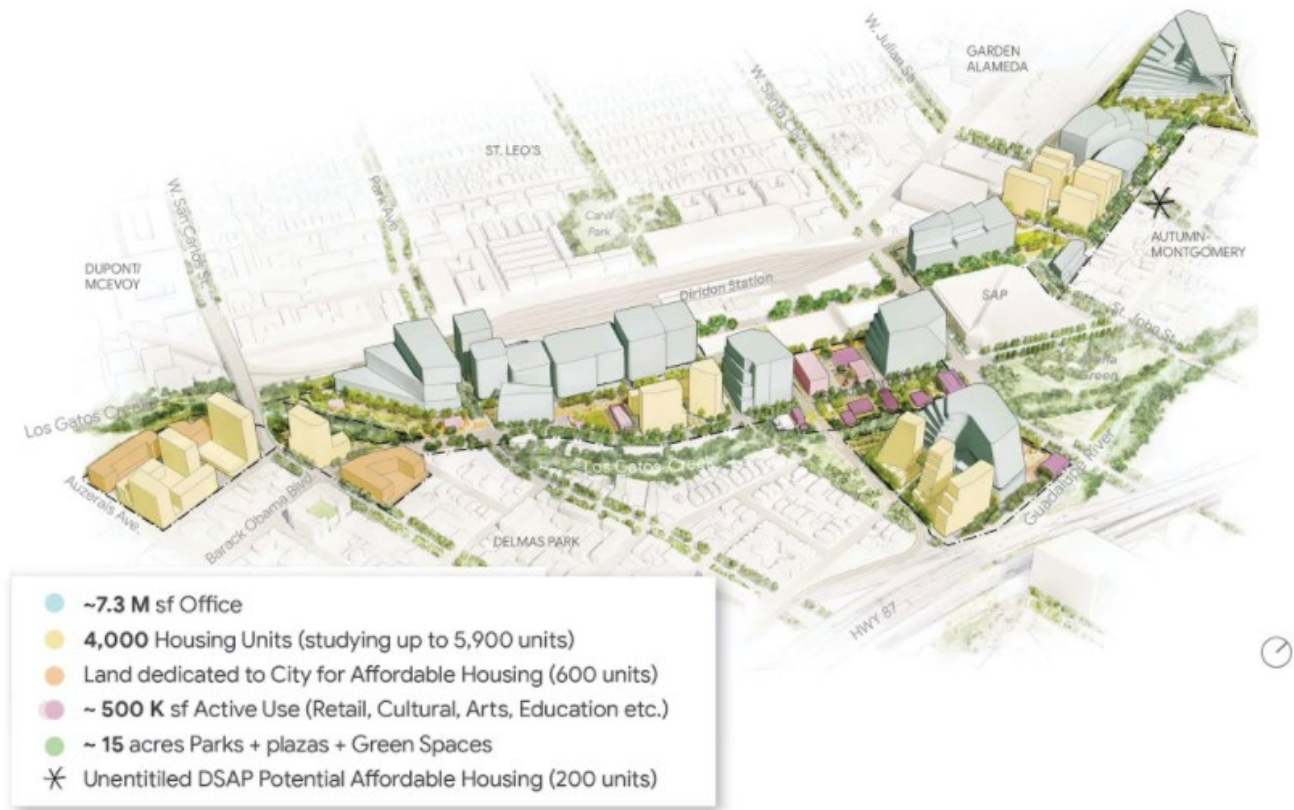 W. Julian St.
GARDEN
ALAMEDA
W. Santa Clara
ST. LEO'S
Park Ave
W. San Carlos St.
Cahill
Park
AUTUMN-
MONTGOMERY
DUPONT/
MCEVOY
Diridon Station
SAP
St. John St.
Green
Los Gatos Creek
Los Gatos Creek
Guadalupe River
Auzerais Ave.
Barack Obama Blvd.
DELMAS PARK
HWY 87
~7.3 M sf Office
4,000 Housing Units (studying up to 5,900 units)
Land dedicated to City for Affordable Housing (600 units)
~ 500 K sf Active Use (Retail, Cultural, Arts, Education etc.)
~ 15 acres Parks + plazas + Green Spaces
Unentitiled DSAP Potential Affordable Housing (200 units)